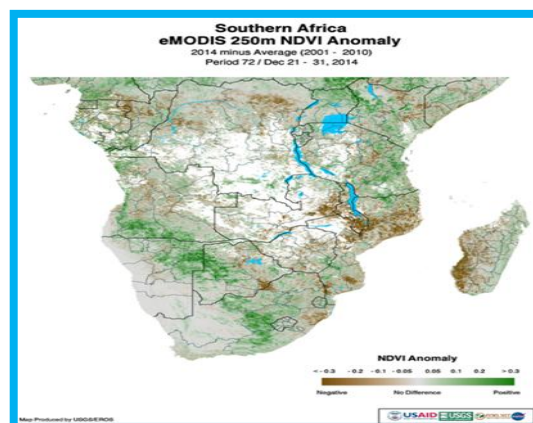 Southern Africa
eMODIS 250m NDVI Anomaly
2014 minus Average (2001 - 2010)
Period 72 / Dec 21 - 31, 2014
NDVI Anomaly
< - 0.3 - 0.2 - 0.1 - 0.05 0.05 0.1 0.2 > 0.3
Negative No Difference Positive
Map Produced by USGS/EROS
USAID USGS